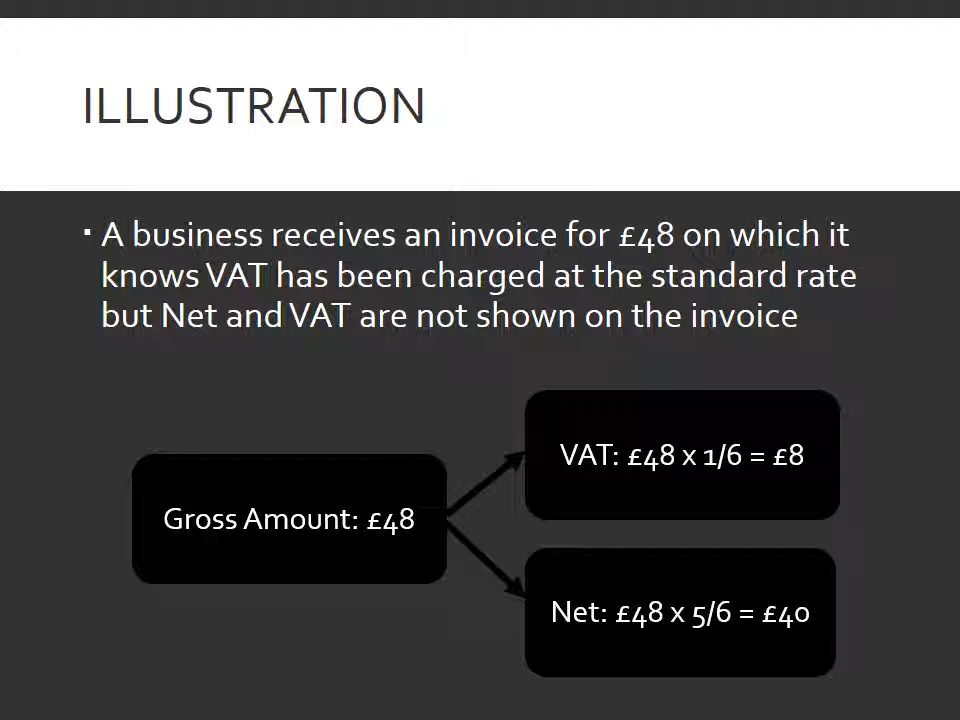 ILLUSTRATION
▪ A business receives an invoice for £48 on which it
knows VAT has been charged at the standard rate
but Net and VAT are not shown on the invoice
VAT: £48 x 1/6 = £8
Gross Amount: £48
Net: £48 x 5/6 = £40